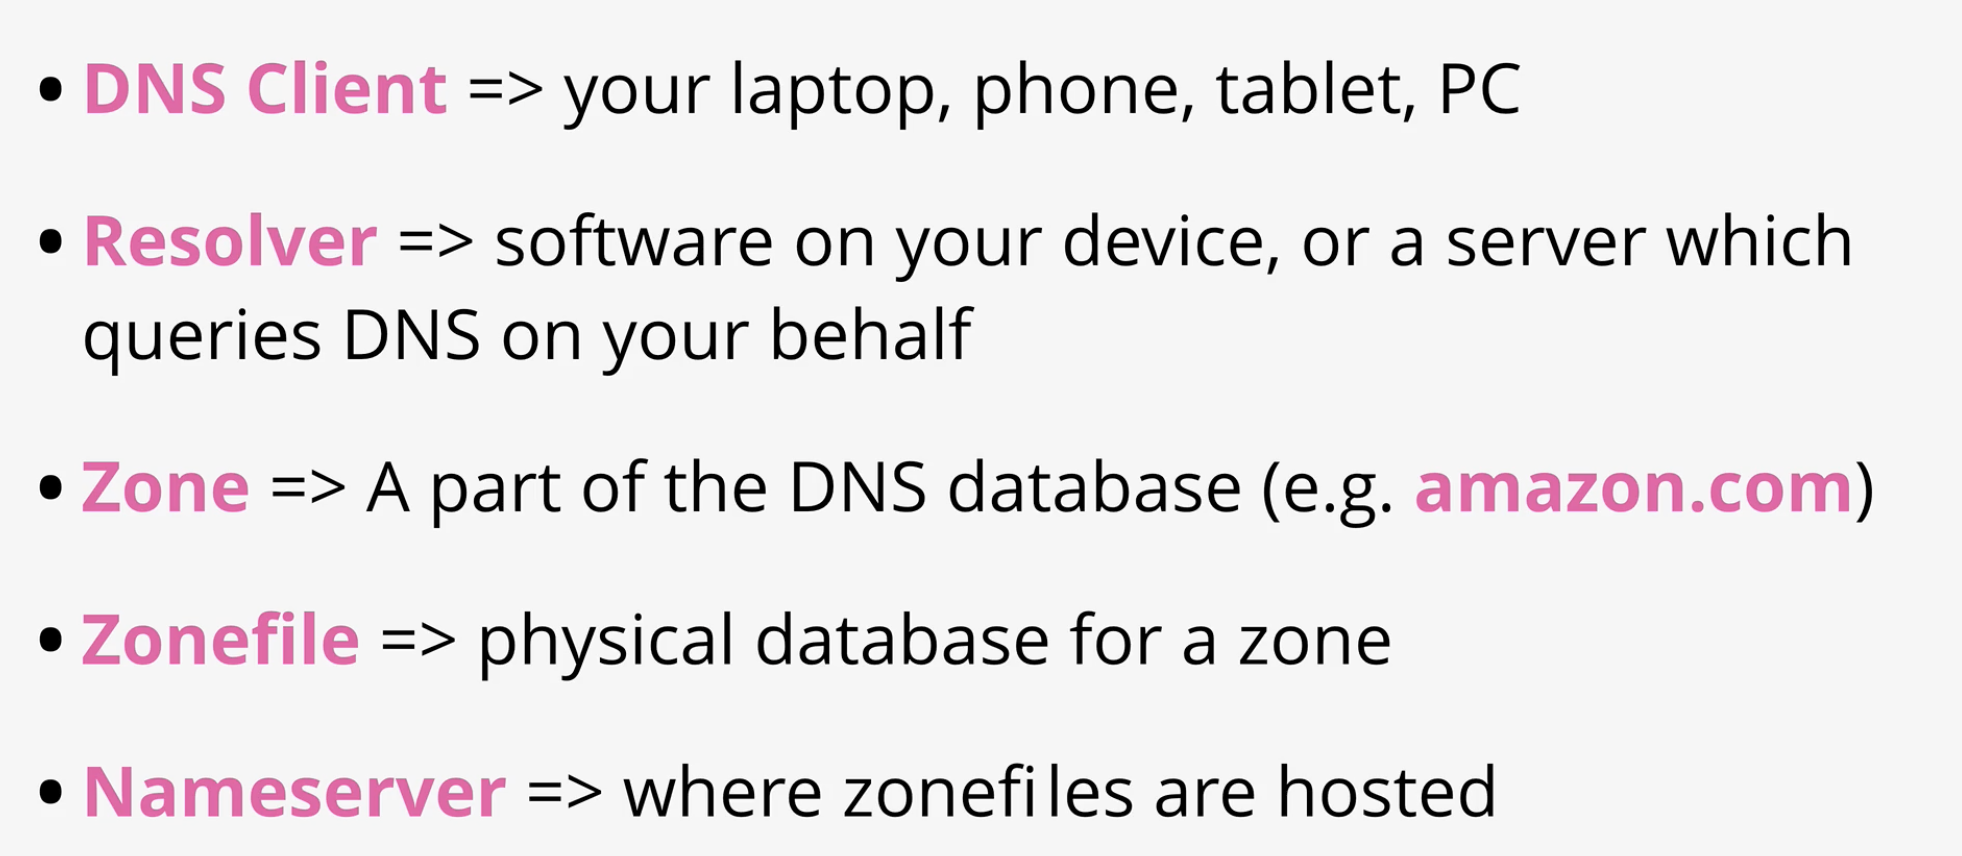 • DNS Client => your laptop, phone, tablet, PC
• Resolver => software on your device, or a server which
queries DNS on your behalf
• Zone => A part of the DNS database (e.g. amazon.com)
• Zonefile => physical database for a zone
• Nameserver => where zonefiles are hosted